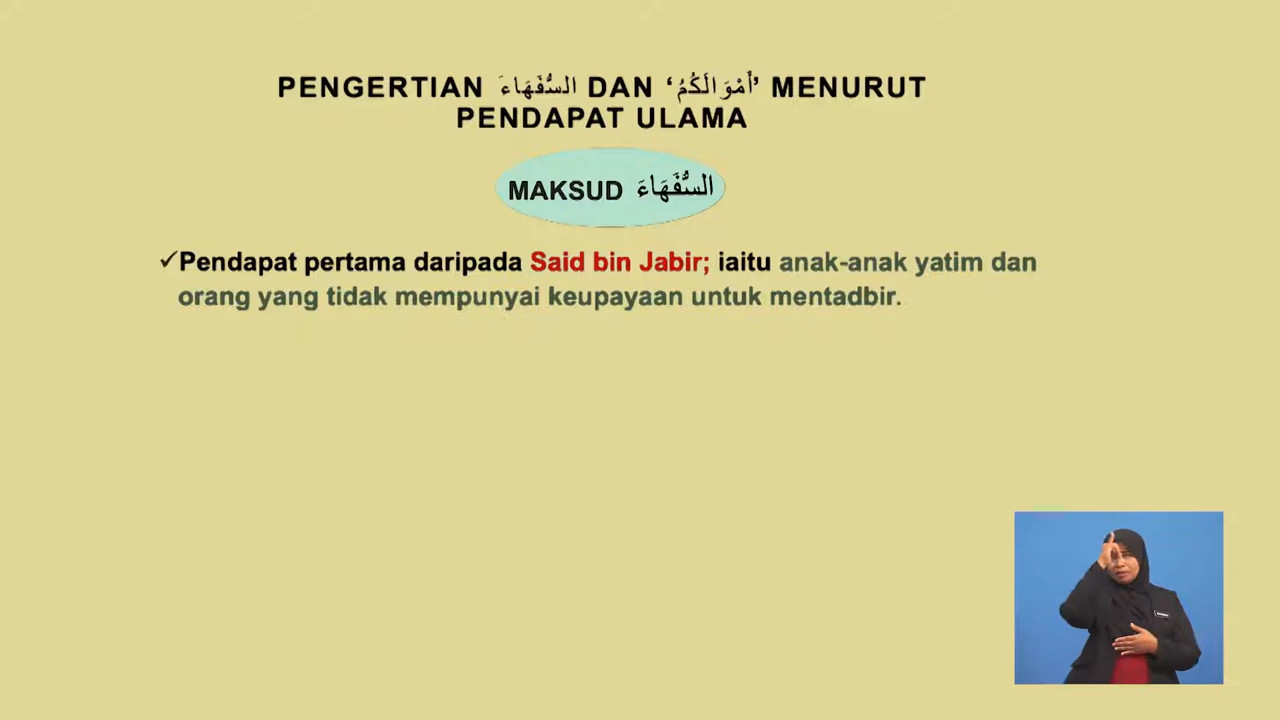 PENGERTIAN السُّفَهَاءَ DAN ‘أَمْوَالَكُمُ’ MENURUT
PENDAPAT ULAMA
MAKSUD السُّفَهَاءَ
✓Pendapat pertama daripada Said bin Jabir; iaitu anak-anak yatim dan
orang yang tidak mempunyai keupayaan untuk mentadbir.